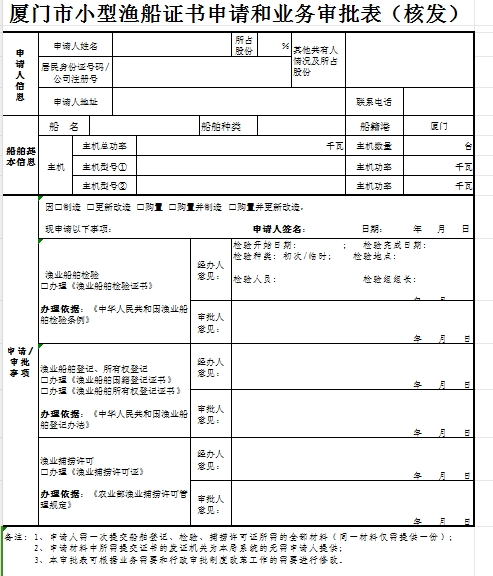 厦门市小型渔船证书申请和业务审批表（核发）
申请人信息
申请人姓名
所占股份
%
其他共有人情况及所占股份
居民身份证号码/公司注册号
申请人地址
联系电话
船舶基本信息
船 名
船舶种类
船籍港
厦门
主机
主机总功率
千瓦
主机数量
台
主机型号①
主机功率
千瓦
主机型号②
主机功率
千瓦
申请/审批事项
因□制造 □更新改造 □购置 □购置并制造 □购置并更新改造，
现申请以下事项：
申请人签名：
日期： 年 月 日
渔业船舶检验
□办理《渔业船舶检验证书》
办理依据：《中华人民共和国渔业船舶检验条例》
经办人意见：
检验开始日期： ； 检验完成日期：
检验种类：初次/临时； 检验地点：
检验人员： 检验组组长：
年 月
审批人意见：
年 月 日
渔业船舶登记、所有权登记
□办理《渔业船舶国籍登记证书》
□办理《渔业船舶所有权登记证书》
办理依据：《中华人民共和国渔业船舶登记办法》
经办人意见：
年 月 日
审批人意见：
年 月 日
渔业捕捞许可
□办理《渔业捕捞许可证》
办理依据：《农业部渔业捕捞许可管理规定》
经办人意见：
年 月 日
审批人意见：
年 月 日
备注：1、申请人需一次提交船舶登记、检验、捕捞许可证所需的全部材料（同一材料仅需提供一份）；
2、申请材料中所需提交证书的发证机关为本局系统的无需申请人提供；
3、本审批表可根据业务需要和行政审批制度改革工作的需要进行修改。